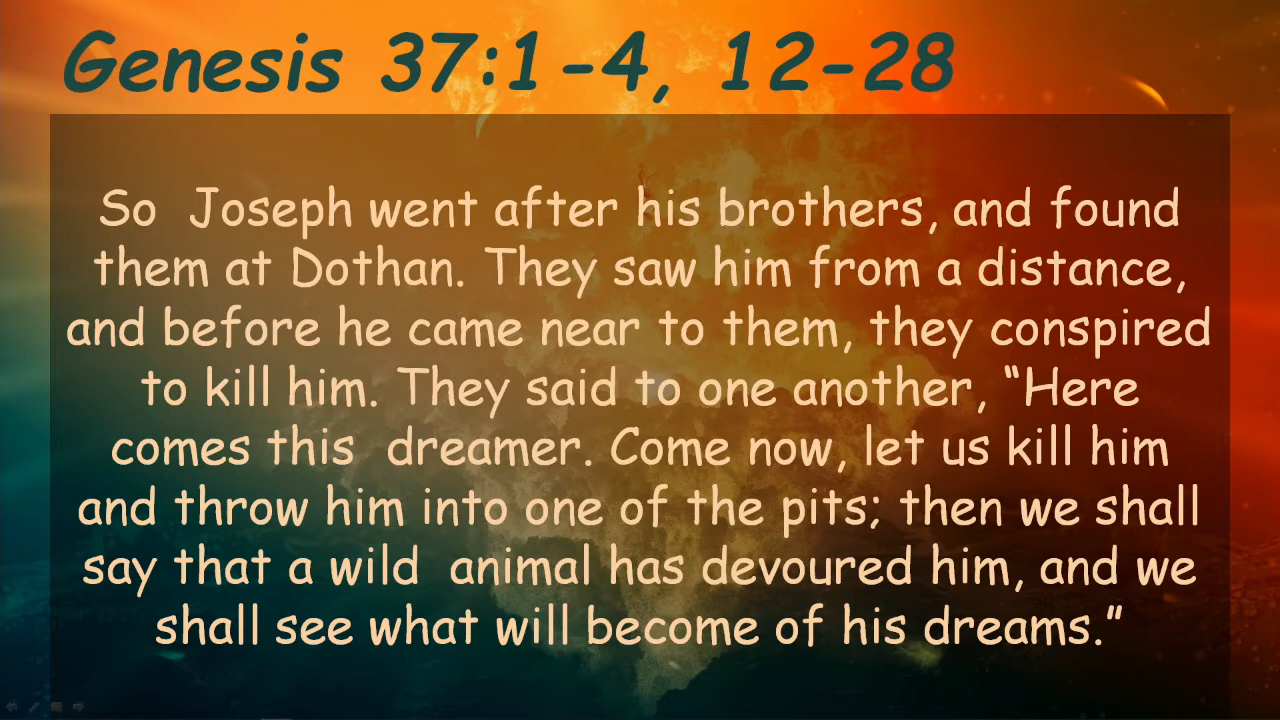 Genesis 37:1-4, 12-28
So  Joseph went after his brothers, and found
them at Dothan. They saw him from a distance,
and before he came near to them, they conspired
to kill him. They said to one another, “Here
comes this  dreamer. Come now, let us kill him
and throw him into one of the pits; then we shall
say that a wild  animal has devoured him, and we
shall see what will become of his dreams.”